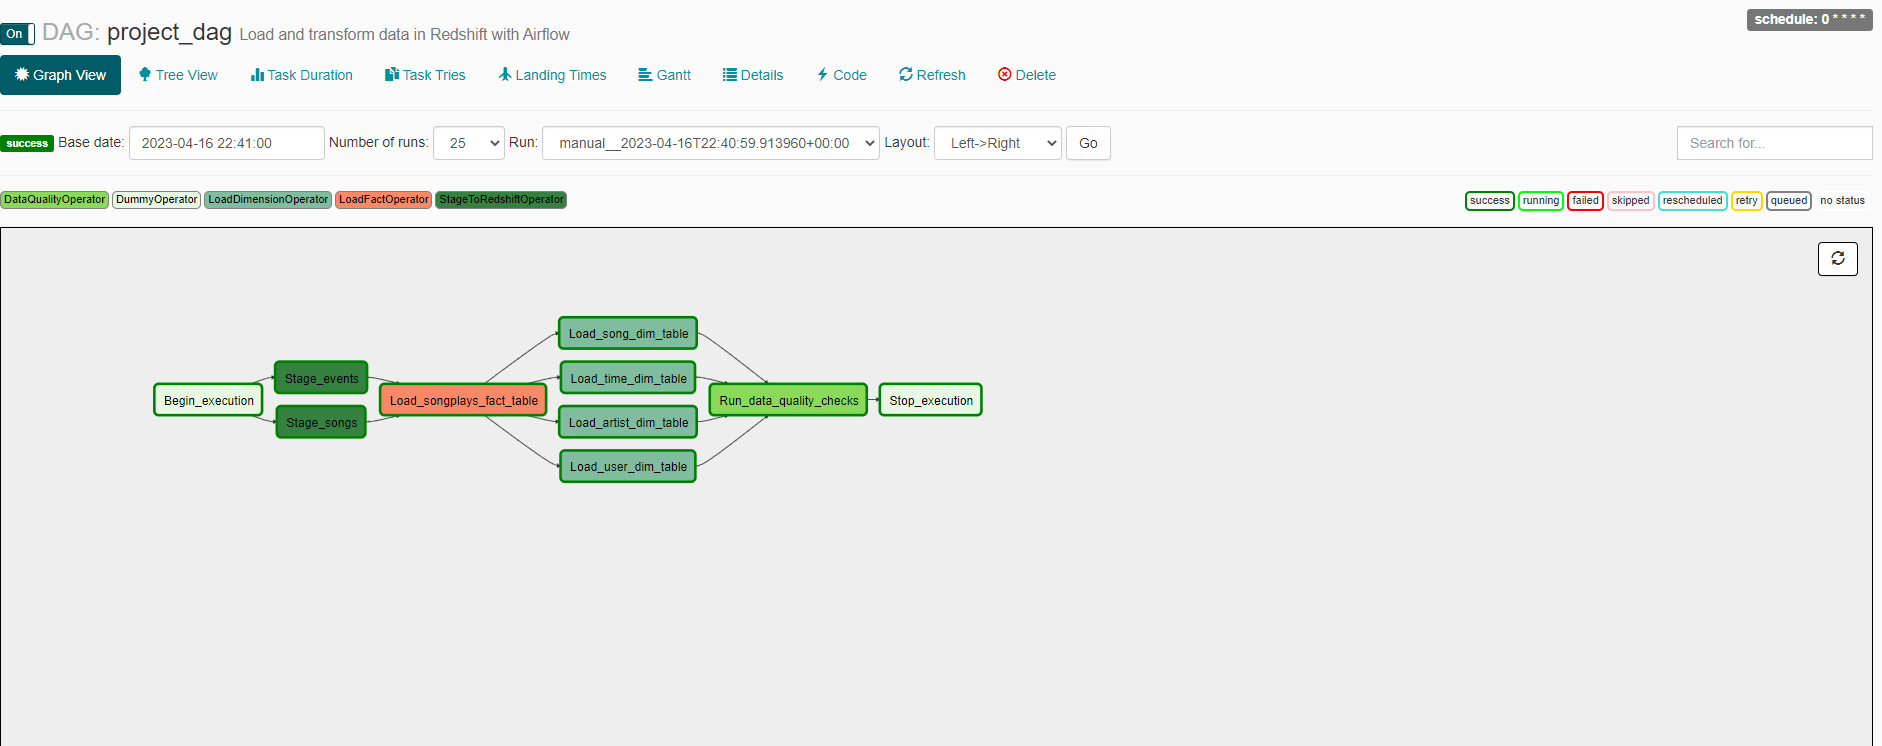 schedule: 0 * * * *
On DAG: project_dag Load and transform data in Redshift with Airflow
Graph View Tree View Task Duration Task Tries Landing Times Gantt Details Code Refresh Delete
success Base date: 2023-04-16 22:41:00 Number of runs: 25 Run: manual__2023-04-16T22:40:59.913960+00:00 Layout: Left->Right Go Search for...
DataQualityOperator DummyOperator LoadDimensionOperator LoadFactOperator StageToRedshiftOperator success running failed skipped rescheduled retry queued no status
Begin_execution
Stage_events
Stage_songs
Load_songplays_fact_table
Load_song_dim_table
Load_time_dim_table
Load_artist_dim_table
Load_user_dim_table
Run_data_quality_checks
Stop_execution